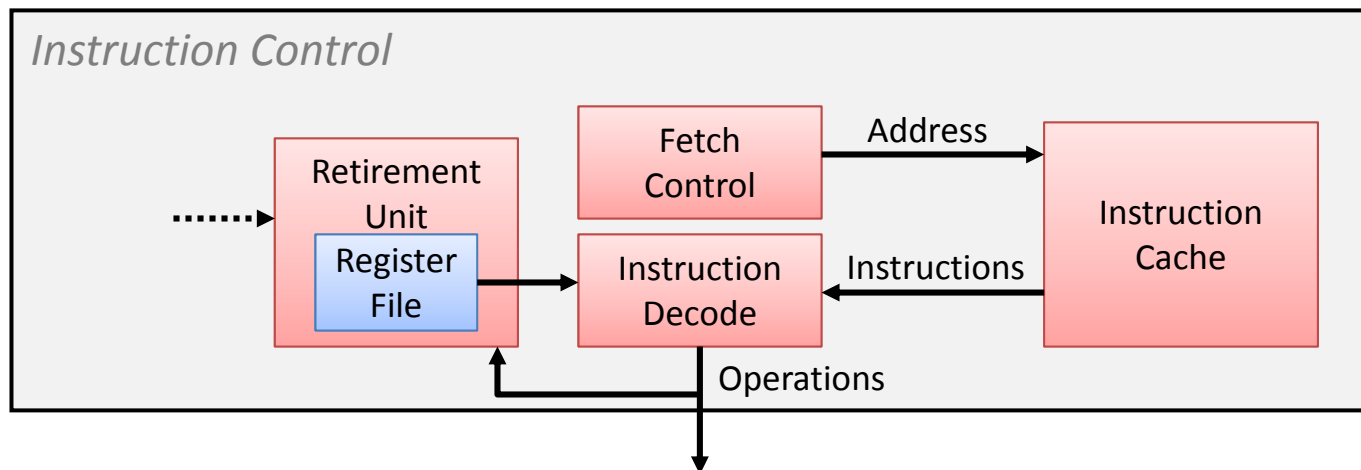 Instruction Control
Retirement
Unit
Register
File
Fetch
Control
Instruction
Decode
Address
Instructions
Instruction
Cache
Operations